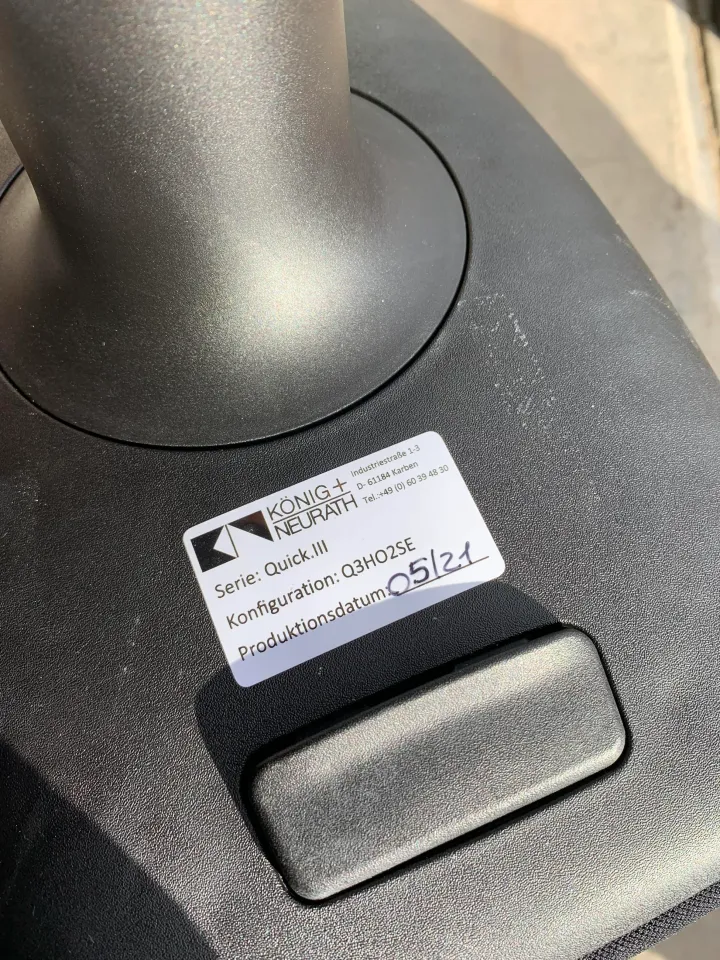 KÖNIG+
NEURATH
Industriestraße 1-3
D- 61184 Karben
Tel.:+49 (0) 60 39 48 30
Serie: Quick.III
Konfiguration: Q3HO2SE
Produktionsdatum: 05/21